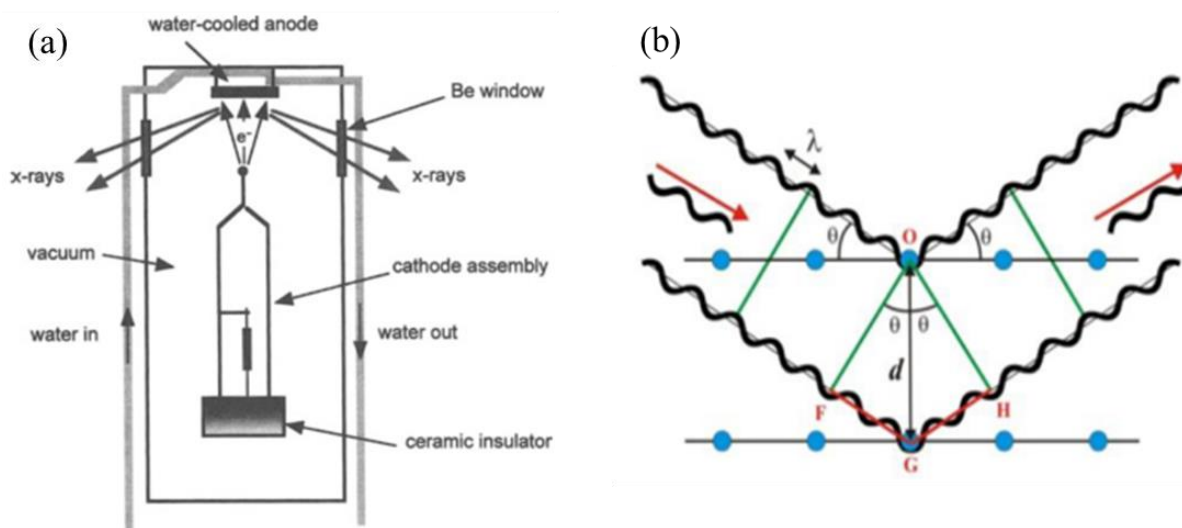 (a)
water-cooled anode
Be window
e⁻
x-rays
x-rays
vacuum
cathode assembly
water in
water out
ceramic insulator
(b)
λ
θ
O
θ
θ θ
d
F
H
G